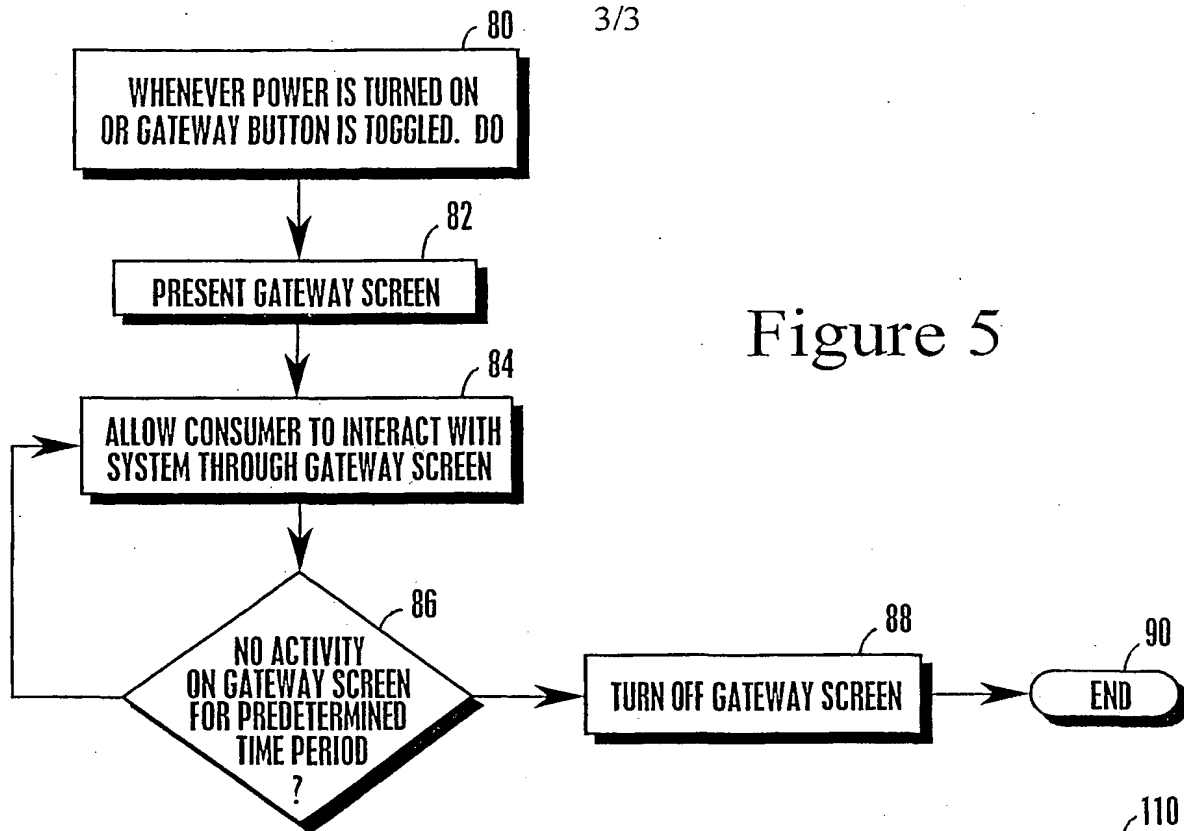 3/3
80
WHENEVER POWER IS TURNED ON
OR GATEWAY BUTTON IS TOGGLED. DO
82
PRESENT GATEWAY SCREEN
Figure 5
84
ALLOW CONSUMER TO INTERACT WITH
SYSTEM THROUGH GATEWAY SCREEN
86
NO ACTIVITY
ON GATEWAY SCREEN
FOR PREDETERMINED
TIME PERIOD
?
88
TURN OFF GATEWAY SCREEN
90
END
110